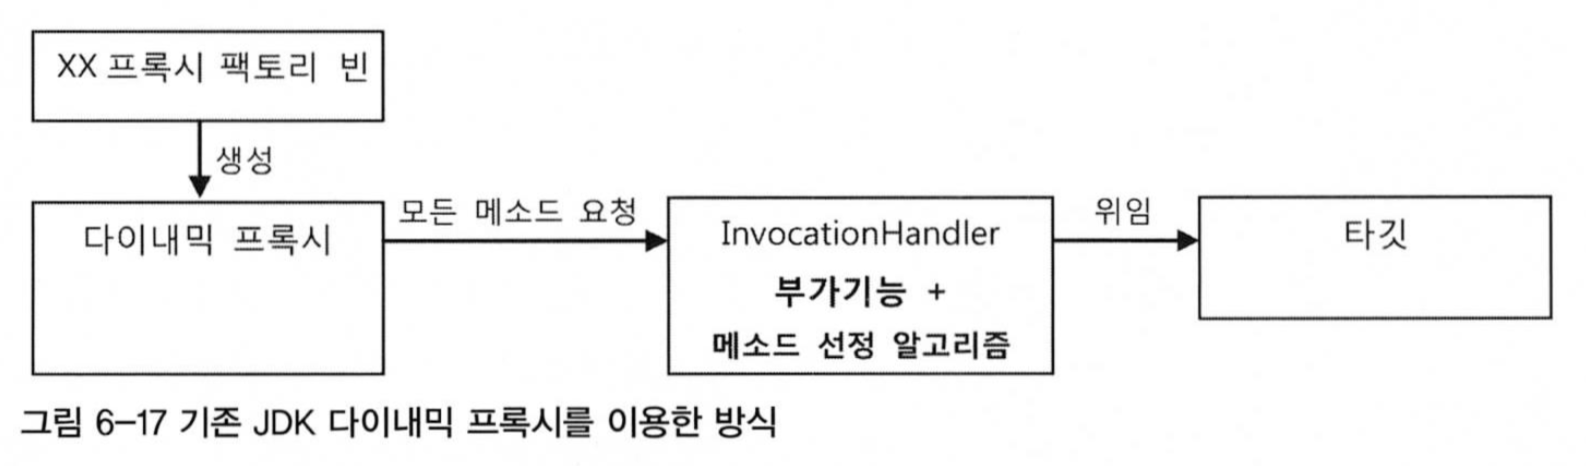 XX 프록시 팩토리 빈
생성
다이내믹 프록시
모든 메소드 요청
InvocationHandler
부가기능 +
메소드 선정 알고리즘
위임
타깃
그림 6-17 기존 JDK 다이내믹 프록시를 이용한 방식